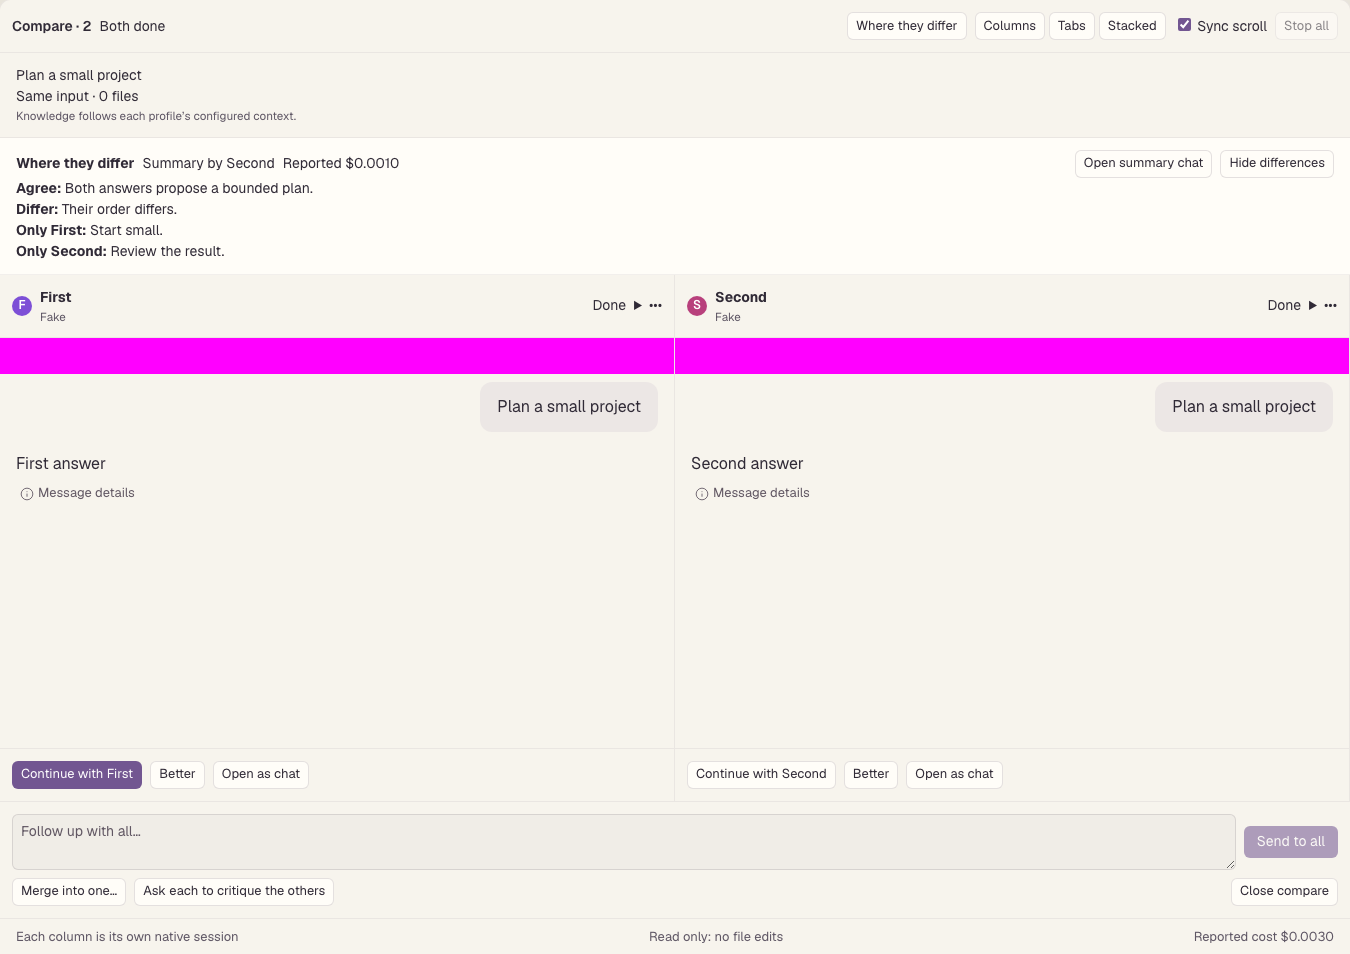 Compare · 2 Both done
Where they differ Columns Tabs Stacked Sync scroll Stop all
Plan a small project
Same input · 0 files
Knowledge follows each profile's configured context.
Where they differ Summary by Second Reported $0.0010
Open summary chat Hide differences
Agree: Both answers propose a bounded plan.
Differ: Their order differs.
Only First: Start small.
Only Second: Review the result.
F First
Fake
Done
S Second
Fake
Done
Plan a small project
First answer
Message details
Plan a small project
Second answer
Message details
Continue with First Better Open as chat
Continue with Second Better Open as chat
Follow up with all…
Send to all
Merge into one… Ask each to critique the others
Close compare
Each column is its own native session
Read only: no file edits
Reported cost $0.0030